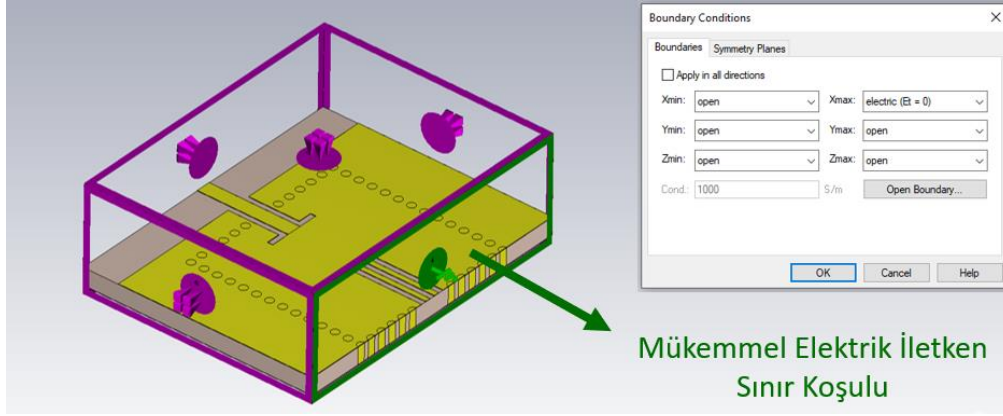 Boundary Conditions
Boundaries Symmetry Planes
Apply in all directions
Xmin: open Xmax: electric (Et = 0)
Ymin: open Ymax: open
Zmin: open Zmax: open
Cond.: 1000 S/m Open Boundary...
OK Cancel Help
Mükemmel Elektrik İletken
Sınır Koşulu